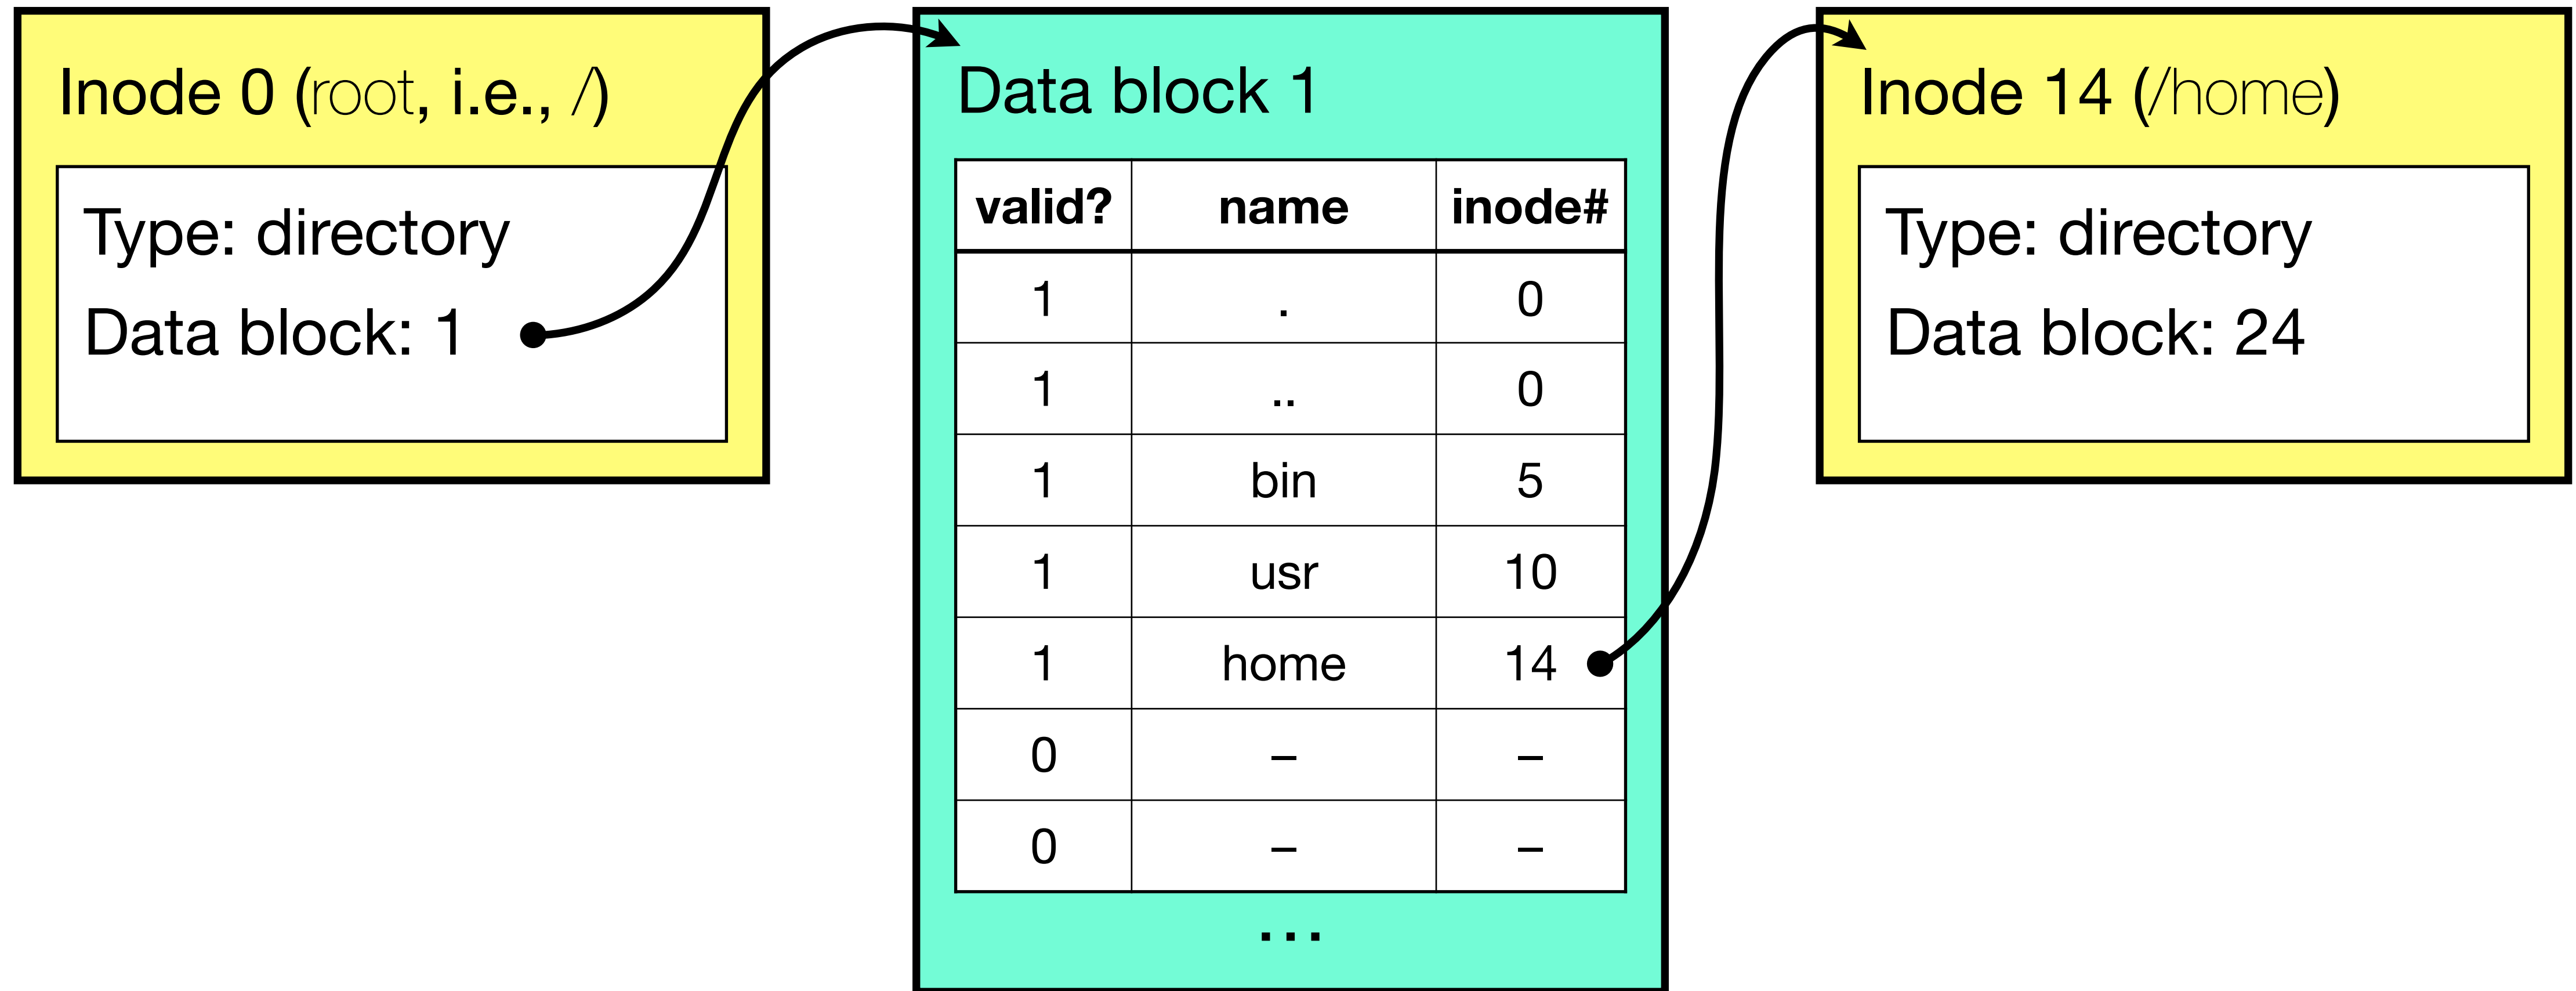 Inode 0 (root, i.e., /)
Type: directory
Data block: 1
Data block 1
valid? name inode#
1 . 0
1 .. 0
1 bin 5
1 usr 10
1 home 14
0 – –
0 – –
...
Inode 14 (/home)
Type: directory
Data block: 24